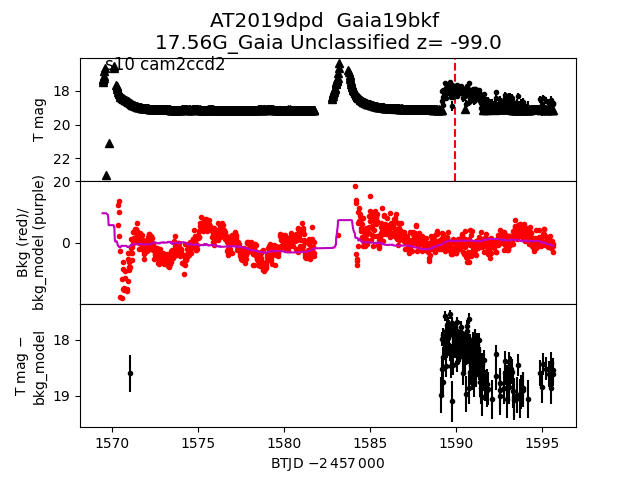 AT2019dpd  Gaia19bkf
17.56G_Gaia Unclassified z= -99.0
s10 cam2ccd2
T mag
18
20
22
Bkg (red)/
bkg_model (purple)
20
0
T mag −
bkg_model
18
19
1570
1575
1580
1585
1590
1595
BTJD −2 457 000